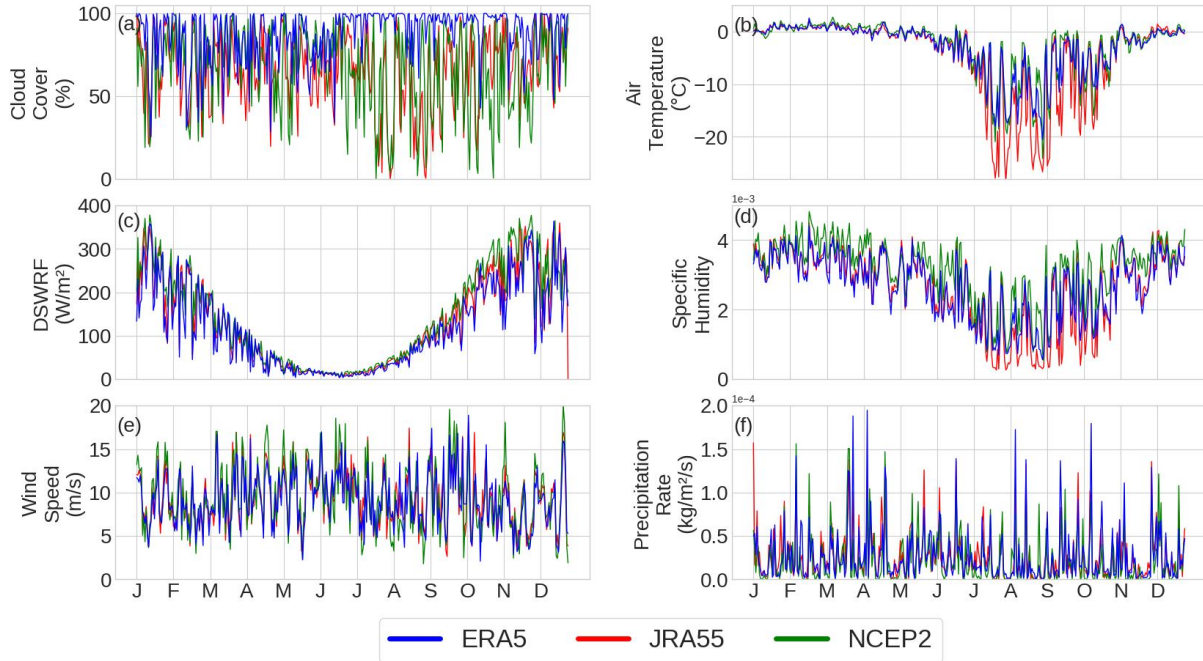 (a)
100
50
0
Cloud
Cover
(%)
(b)
0
−10
−20
Air
Temperature
(°C)
(c)
400
300
200
100
0
DSWRF
(W/m²)
1e−3
(d)
4
2
0
Specific
Humidity
(e)
20
15
10
5
0
Wind
Speed
(m/s)
J F M A M J J A S O N D
1e−4
(f)
2.0
1.5
1.0
0.5
0.0
Precipitation
Rate
(kg/m²/s)
J F M A M J J A S O N D
ERA5 JRA55 NCEP2